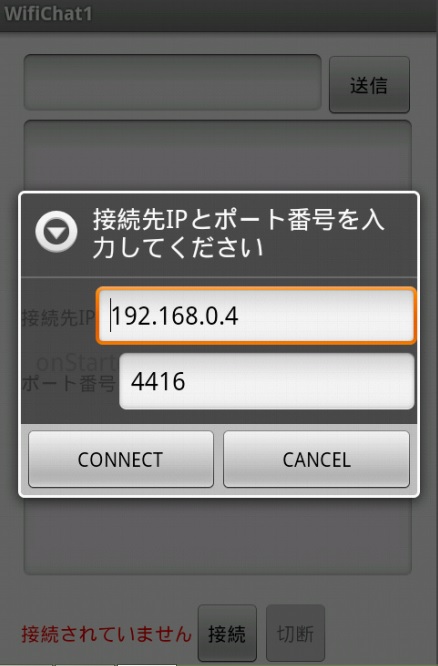 WifiChat1
送信
接続先IPとポート番号を入
力してください
接続先IP 192.168.0.4
onStart
ポート番号 4416
CONNECT CANCEL
接続されていません 接続 切断